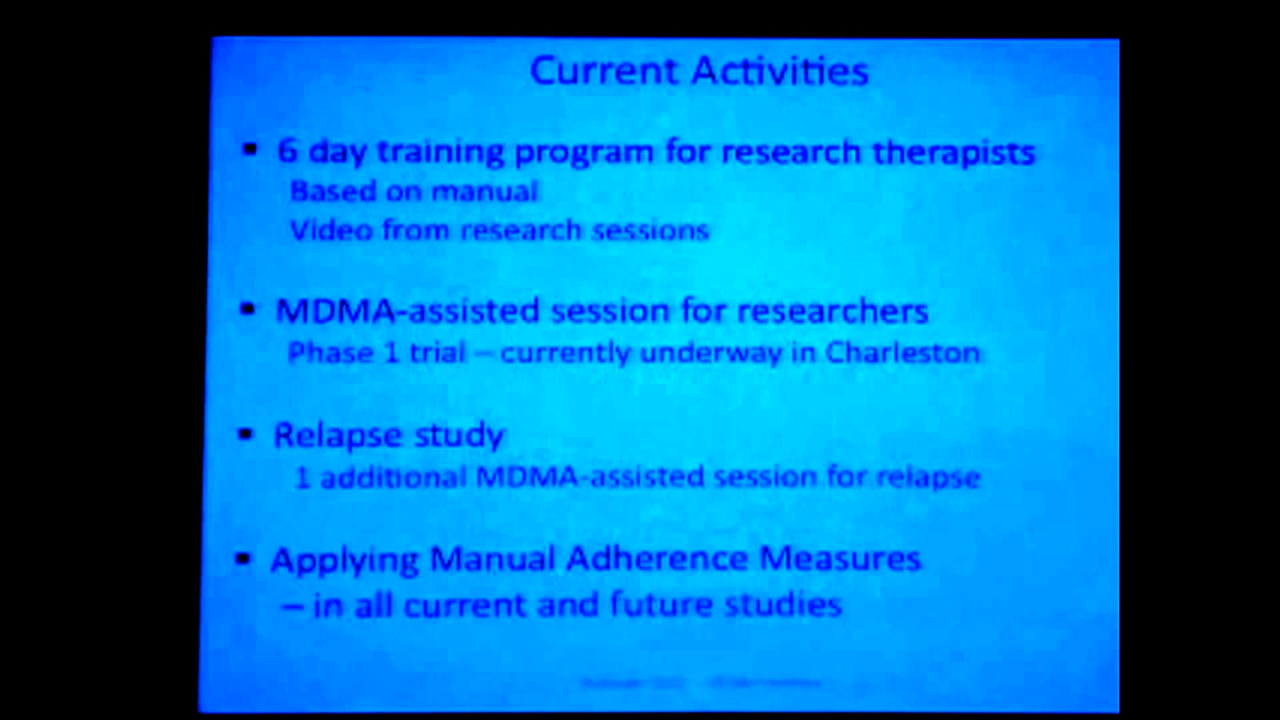 Current Activities
▪ 6 day training program for research therapists
Based on manual
Video from research sessions
▪ MDMA-assisted session for researchers
Phase 1 trial – currently underway in Charleston
▪ Relapse study
1 additional MDMA-assisted session for relapse
▪ Applying Manual Adherence Measures
– in all current and future studies